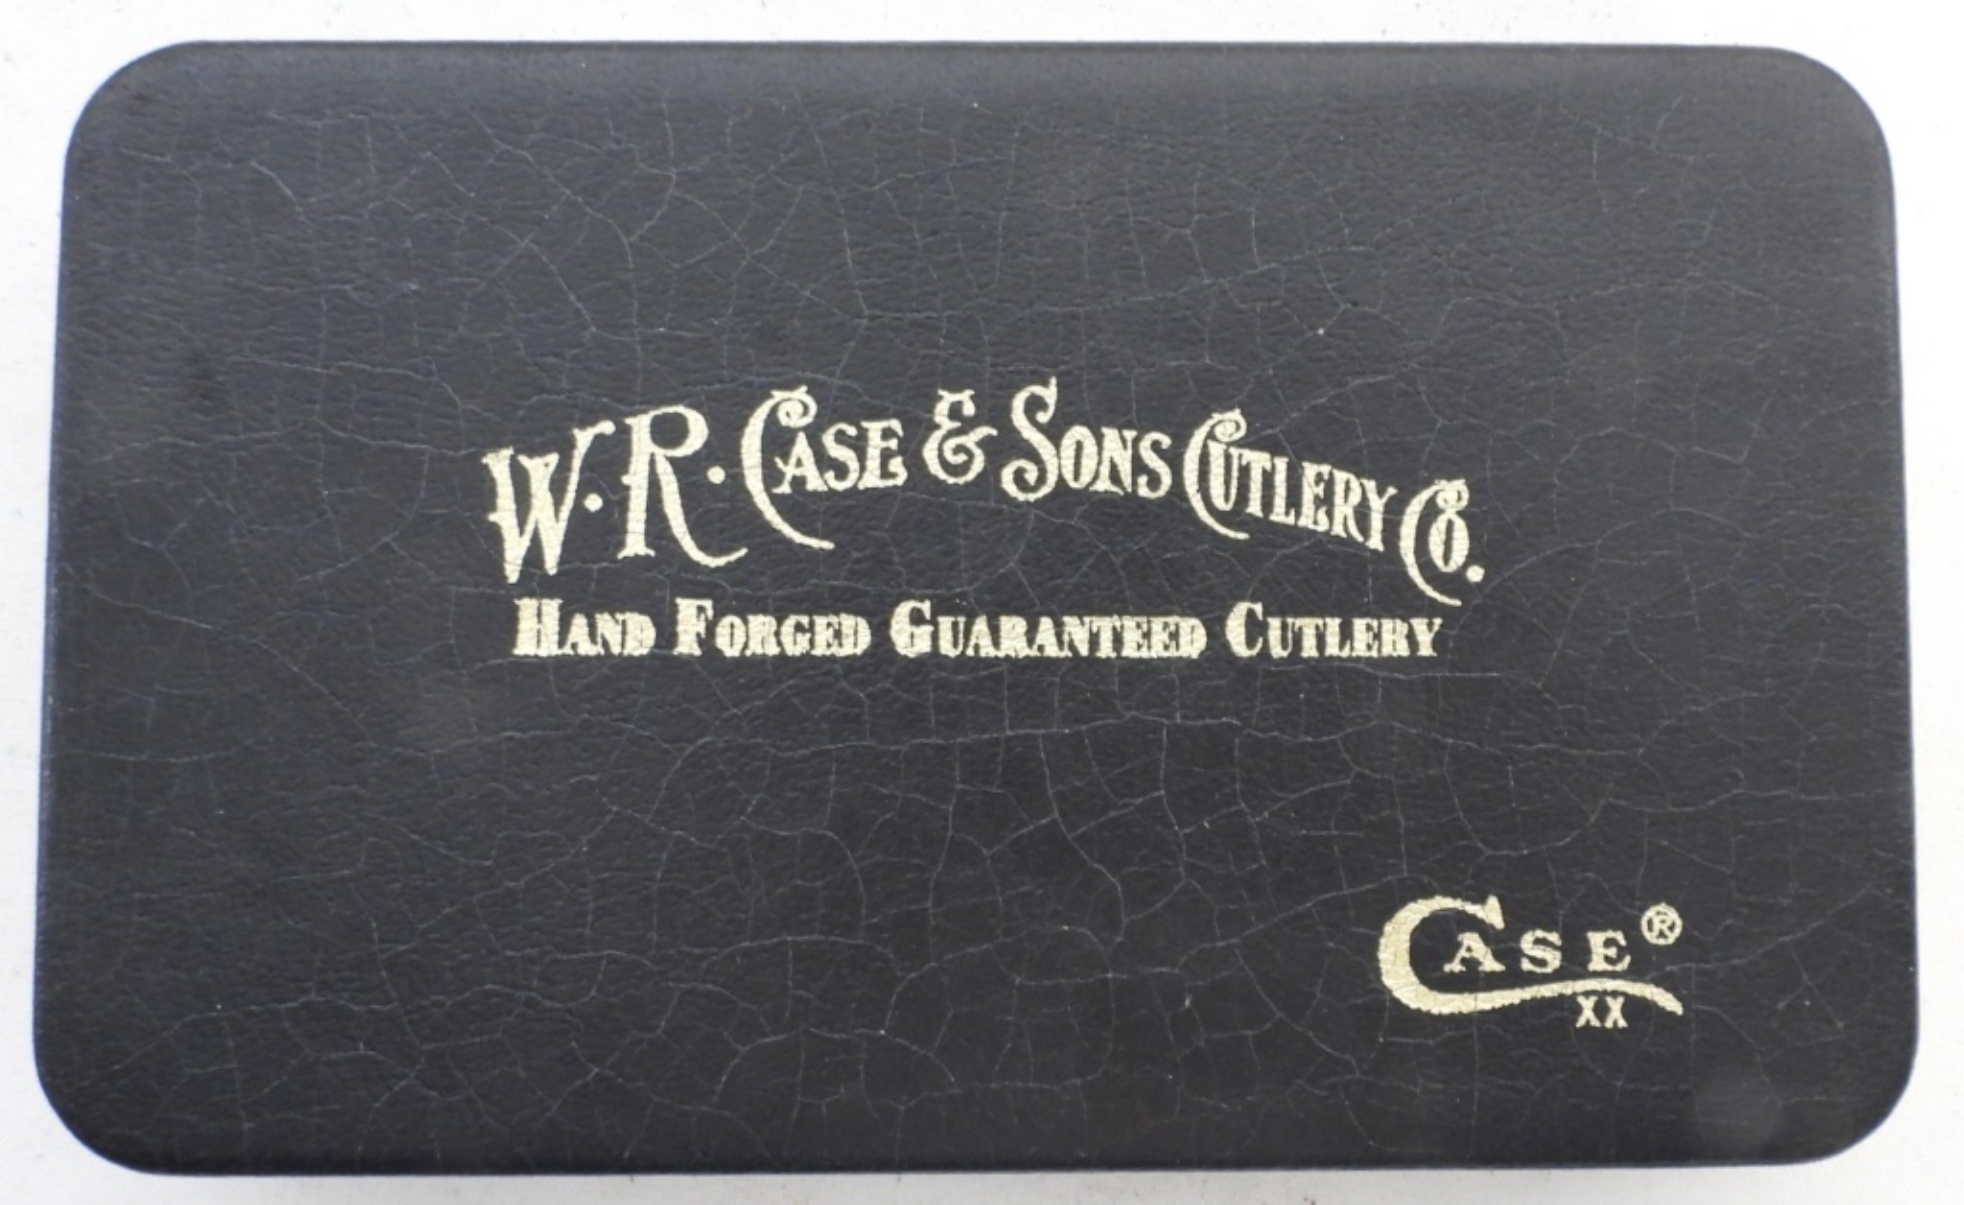 W. R. CASE & SONS CUTLERY CO.
HAND FORGED GUARANTEED CUTLERY
CASE®
XX